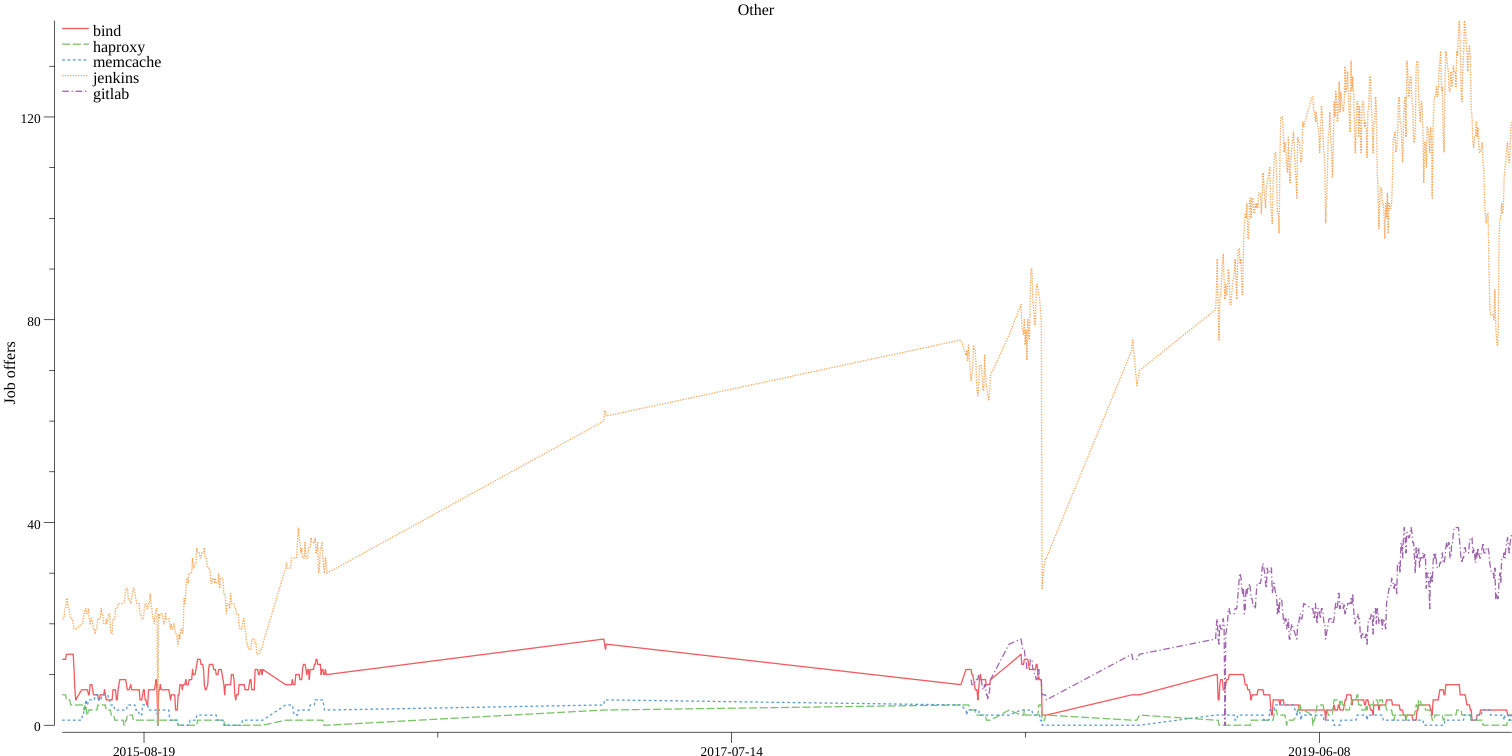 Other
bind
haproxy
memcache
jenkins
gitlab
120
80
40
0
Job offers
2015-08-19
2017-07-14
2019-06-08